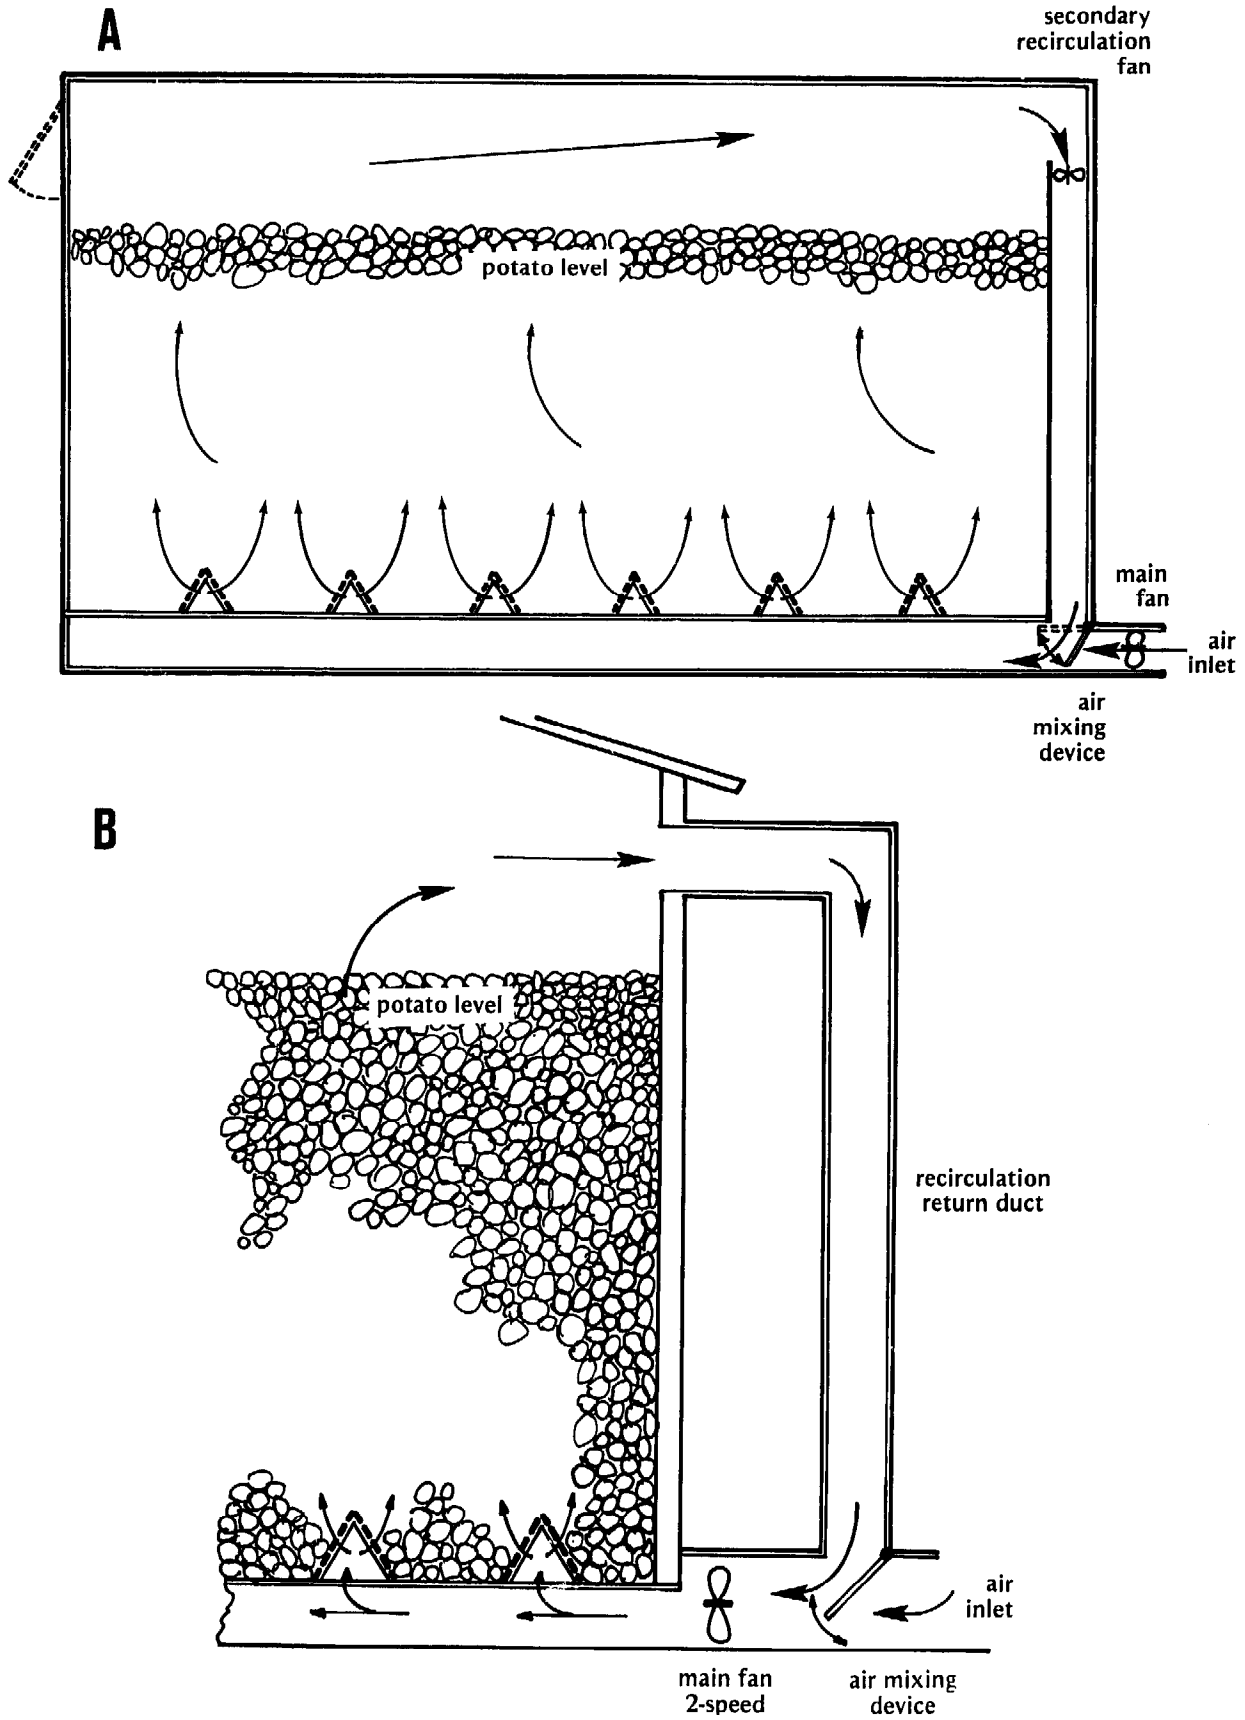 A
secondary
recirculation
fan
potato level
main
fan
air
inlet
air
mixing
device
B
potato level
recirculation
return duct
air
inlet
main fan
2-speed
air mixing
device